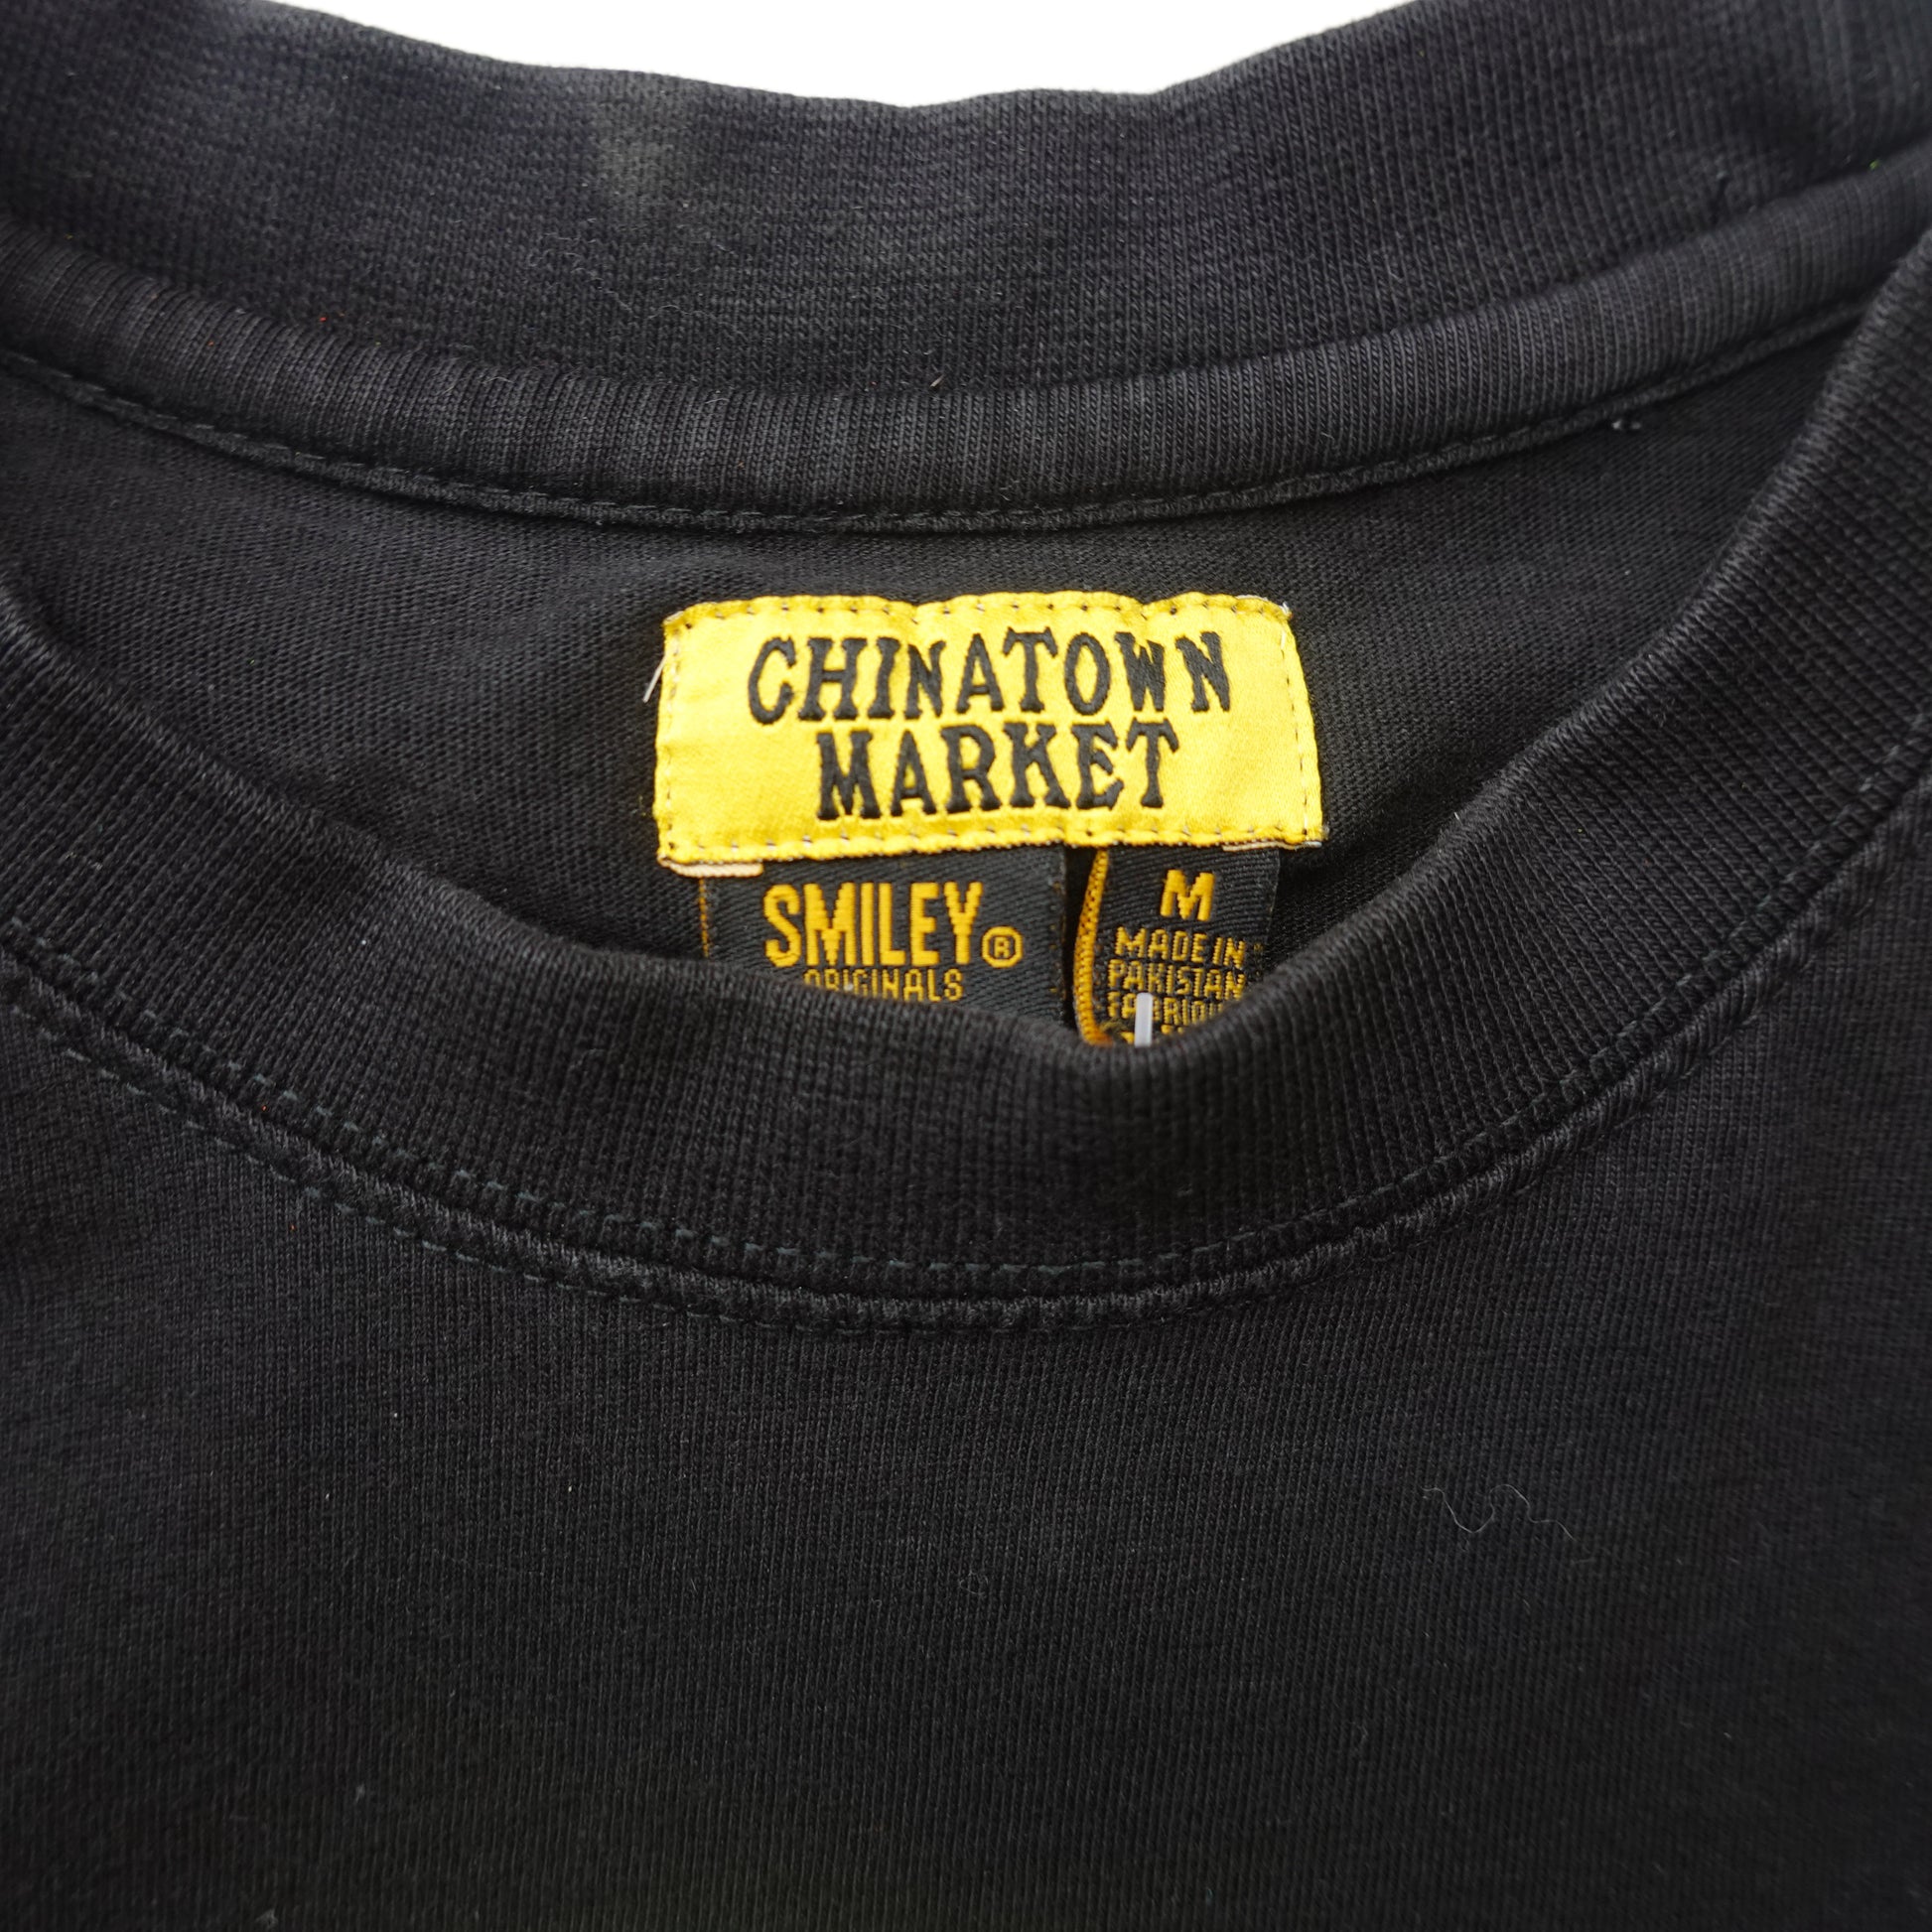 CHINATOWN
MARKET
SMILEY®
ORIGINALS
M
MADE IN
PAKISTAN